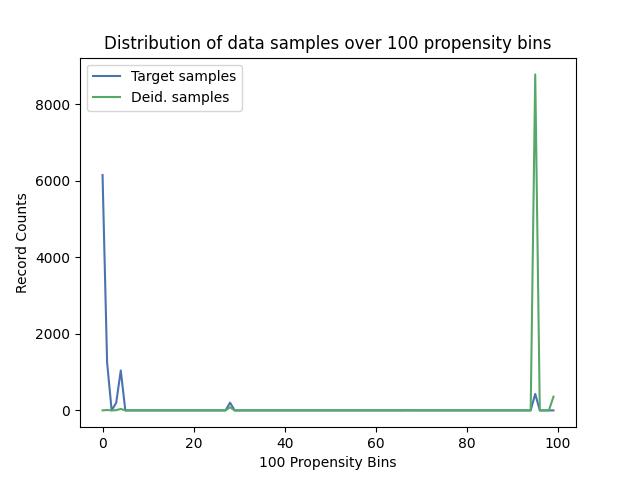 Distribution of data samples over 100 propensity bins
Target samples
Deid. samples
Record Counts
8000
6000
4000
2000
0
0 20 40 60 80 100
100 Propensity Bins